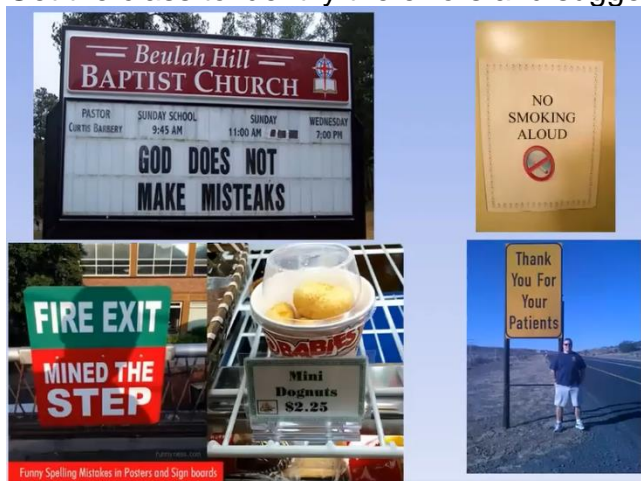 Beulah Hill
BAPTIST CHURCH
PASTOR
CURTIS BARBERY
SUNDAY SCHOOL
9:45 AM
SUNDAY
11:00 AM
WEDNESDAY
7:00 PM
GOD DOES NOT
MAKE MISTEAKS
NO
SMOKING
ALOUD
FIRE EXIT
MINED THE
STEP
BABIES
Mini
Dognuts
$2.25
Thank
You For
Your
Patients
Funny Spelling Mistakes in Posters and Sign boards